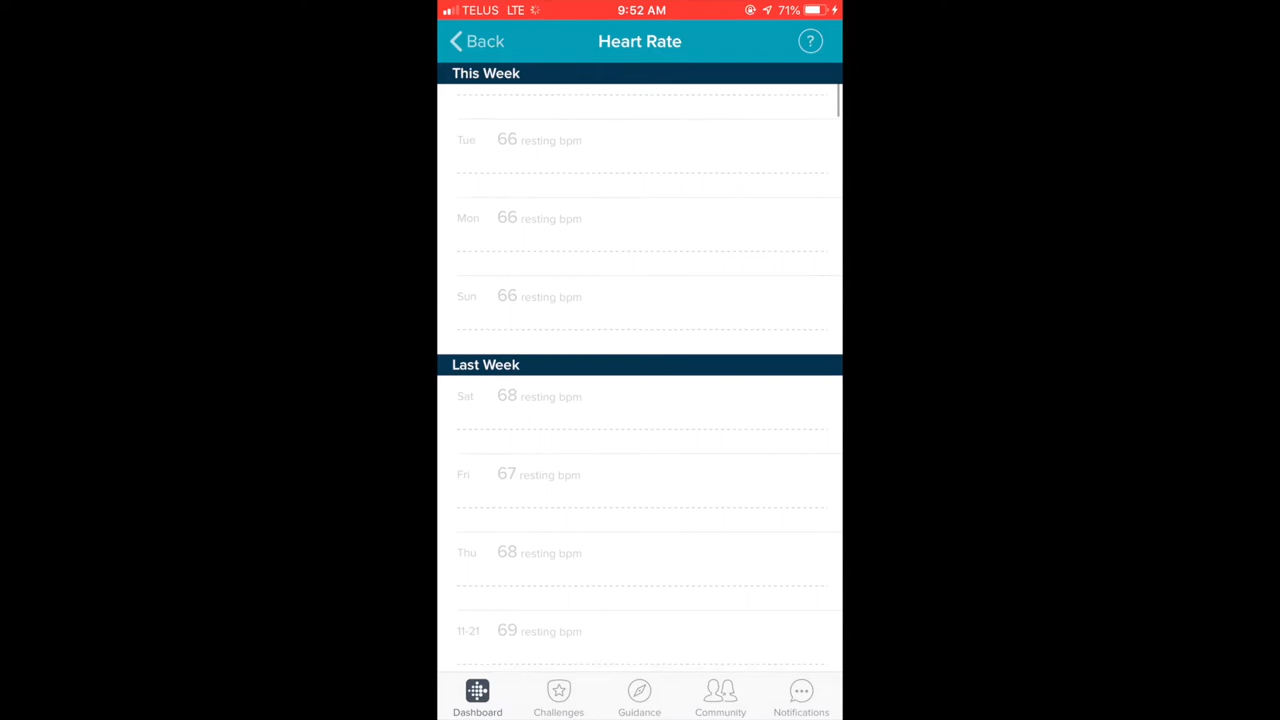 TELUS LTE 9:52 AM 71%
Back Heart Rate ?
This Week
Tue 66 resting bpm
Mon 66 resting bpm
Sun 66 resting bpm
Last Week
Sat 68 resting bpm
Fri 67 resting bpm
Thu 68 resting bpm
11-21 69 resting bpm
Dashboard Challenges Guidance Community Notifications